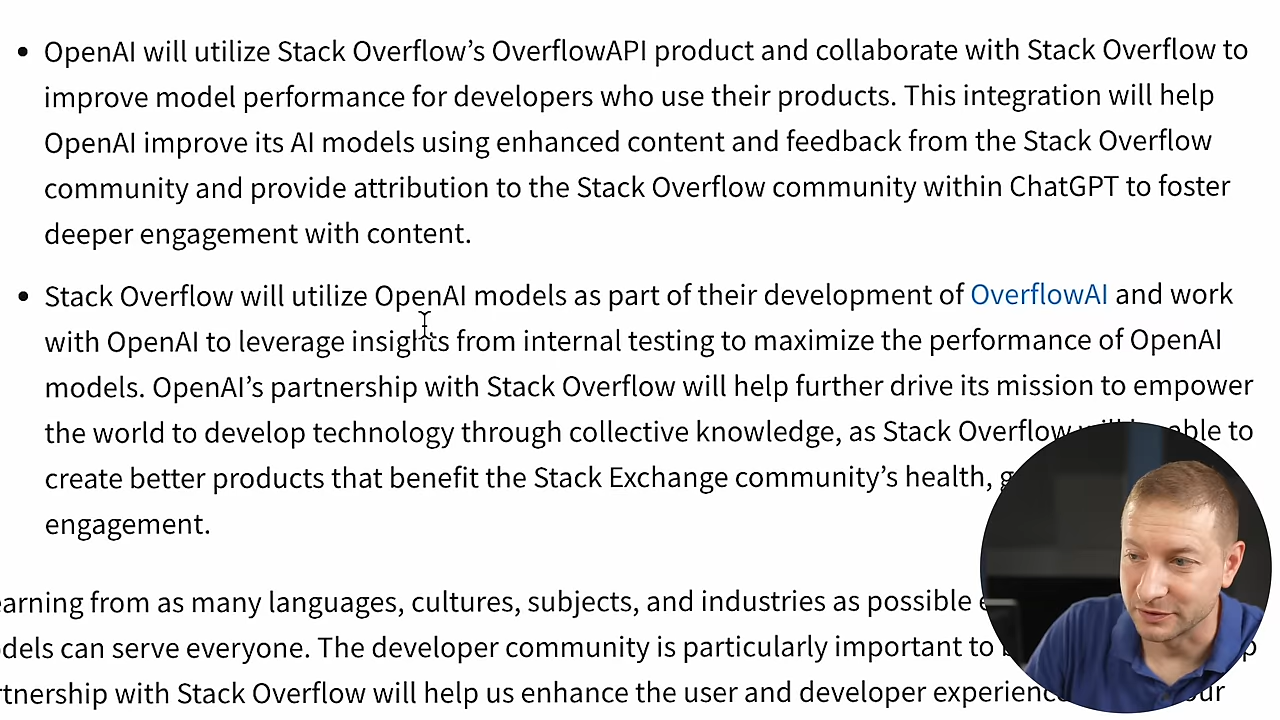 • OpenAI will utilize Stack Overflow’s OverflowAPI product and collaborate with Stack Overflow to
improve model performance for developers who use their products. This integration will help
OpenAI improve its AI models using enhanced content and feedback from the Stack Overflow
community and provide attribution to the Stack Overflow community within ChatGPT to foster
deeper engagement with content.
• Stack Overflow will utilize OpenAI models as part of their development of OverflowAI and work
with OpenAI to leverage insights from internal testing to maximize the performance of OpenAI
models. OpenAI’s partnership with Stack Overflow will help further drive its mission to empower
the world to develop technology through collective knowledge, as Stack Overflow to
create better products that benefit the Stack Exchange community’s health,
engagement.
from as many languages, cultures, subjects, and industries as possible
can serve everyone. The developer community is particularly important to
with Stack Overflow will help us enhance the user and developer